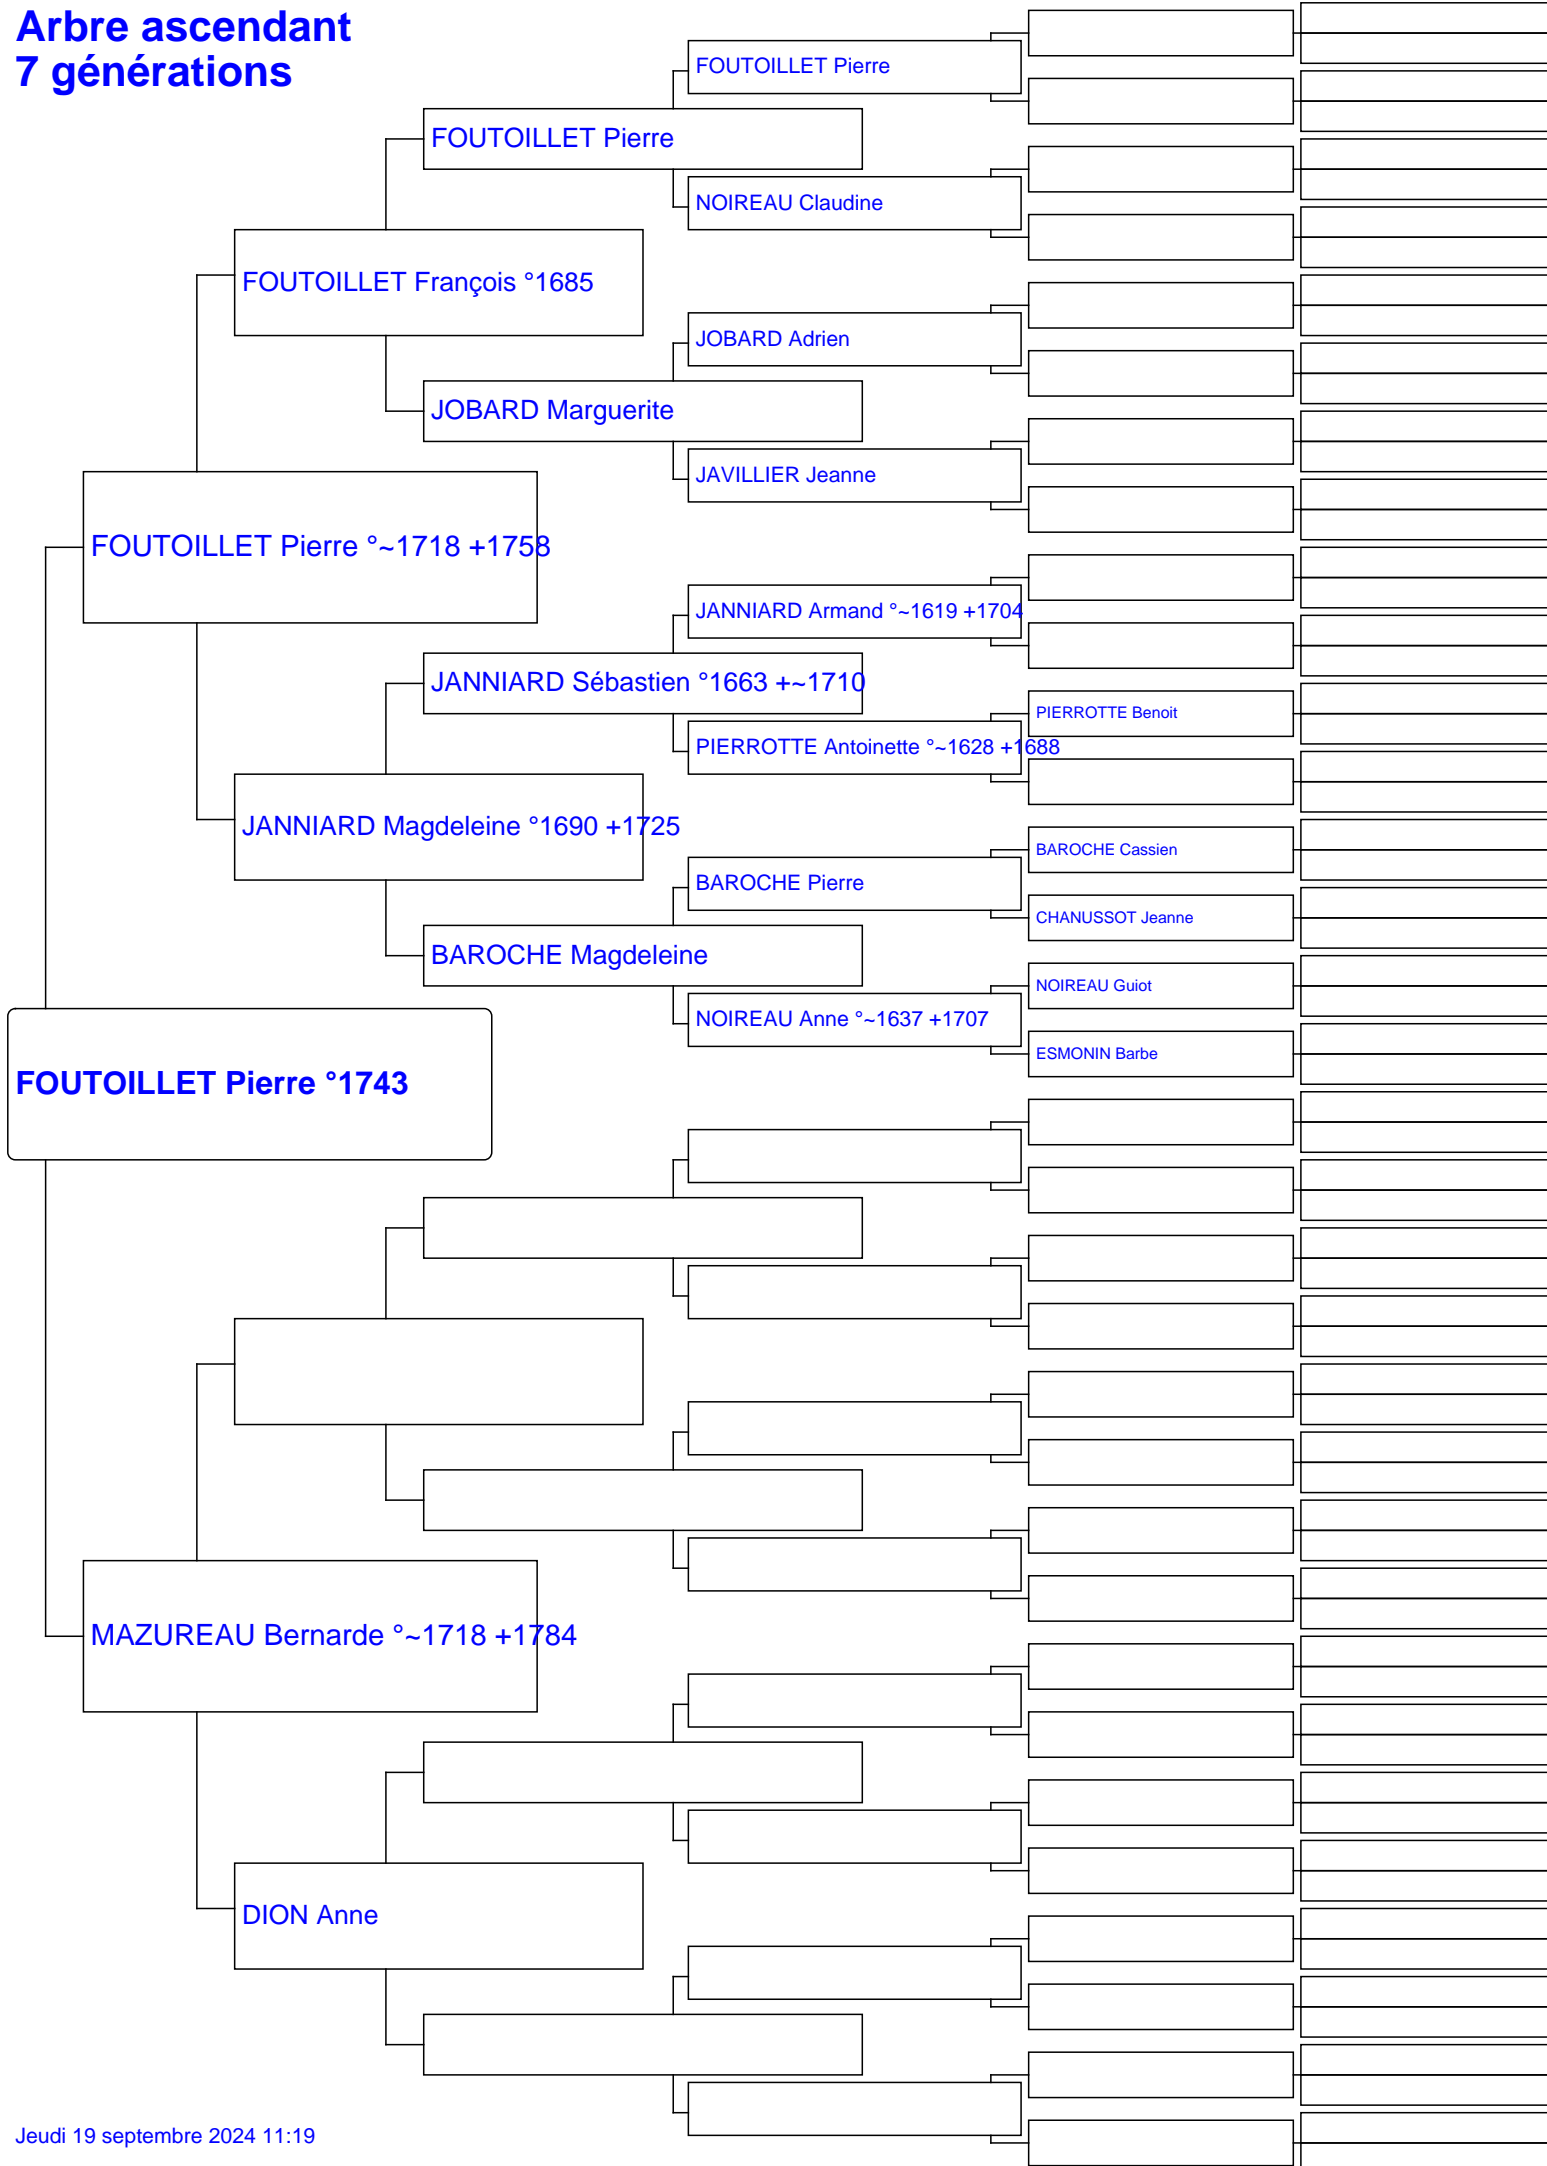 Arbre ascendant
7 générations
FOUTOILLET Pierre
FOUTOILLET Pierre
NOIREAU Claudine
FOUTOILLET François °1685
JOBARD Adrien
JOBARD Marguerite
JAVILLIER Jeanne
FOUTOILLET Pierre °~1718 +1758
JANNIARD Armand °~1619 +1704
JANNIARD Sébastien °1663 +~1710
PIERROTTE Benoit
PIERROTTE Antoinette °~1628 +1688
JANNIARD Magdeleine °1690 +1725
BAROCHE Cassien
BAROCHE Pierre
CHANUSSOT Jeanne
BAROCHE Magdeleine
NOIREAU Guiot
NOIREAU Anne °~1637 +1707
ESMONIN Barbe
FOUTOILLET Pierre °1743
MAZUREAU Bernarde °~1718 +1784
DION Anne
Jeudi 19 septembre 2024 11:19